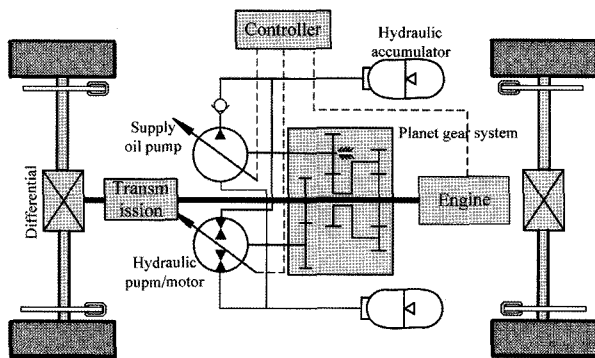 Controller
Hydraulic
accumulator
Supply
oil pump
Planet gear system
Differential
Transm
ission
Engine
Hydraulic
pupm/motor